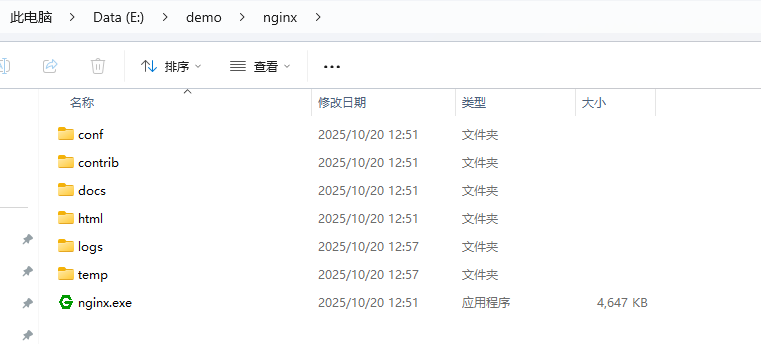 此电脑 > Data (E:) > demo > nginx >
排序 查看 ...
名称 修改日期 类型 大小
conf 2025/10/20 12:51 文件夹
contrib 2025/10/20 12:51 文件夹
docs 2025/10/20 12:51 文件夹
html 2025/10/20 12:51 文件夹
logs 2025/10/20 12:57 文件夹
temp 2025/10/20 12:57 文件夹
nginx.exe 2025/10/20 12:51 应用程序 4,647 KB